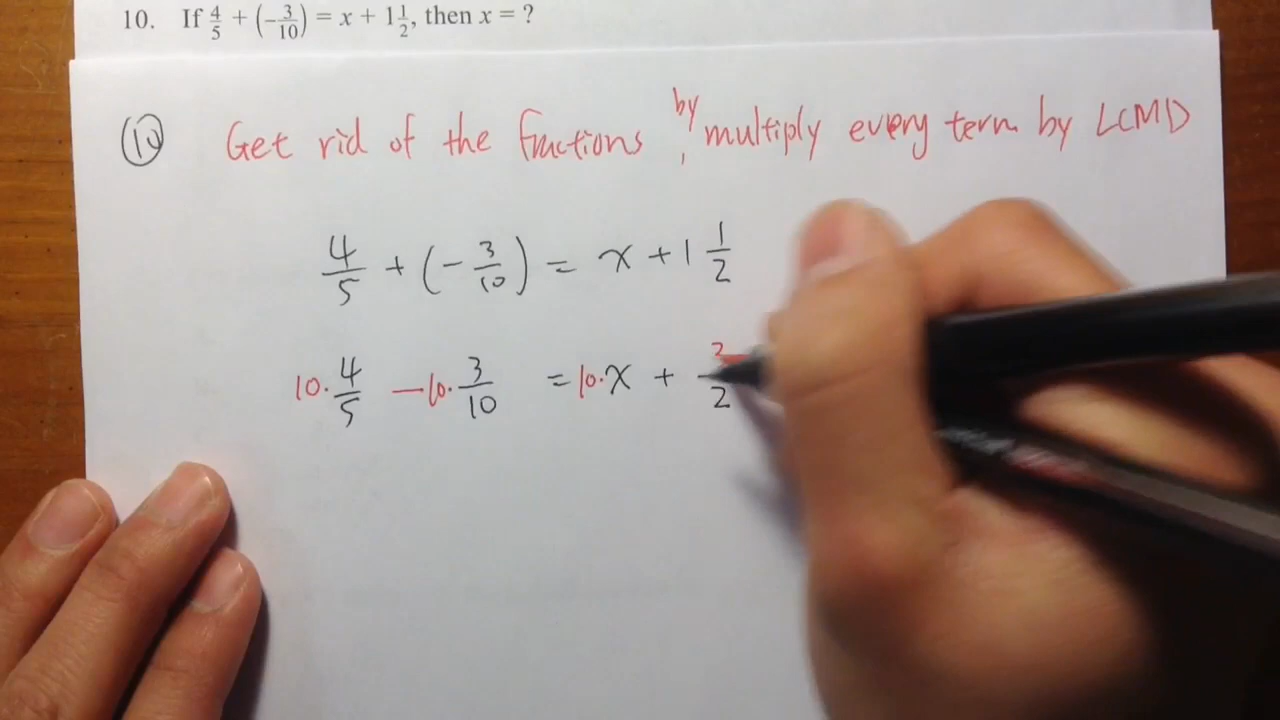 10. If 4/5 + (−3/10) = x + 1 1/2, then x = ?
by
⑩ Get rid of the fractions, multiply every term by LCMD
4/5 + (−3/10) = x + 1 1/2
10·4/5 −10·3/10 = 10·x + 3/2